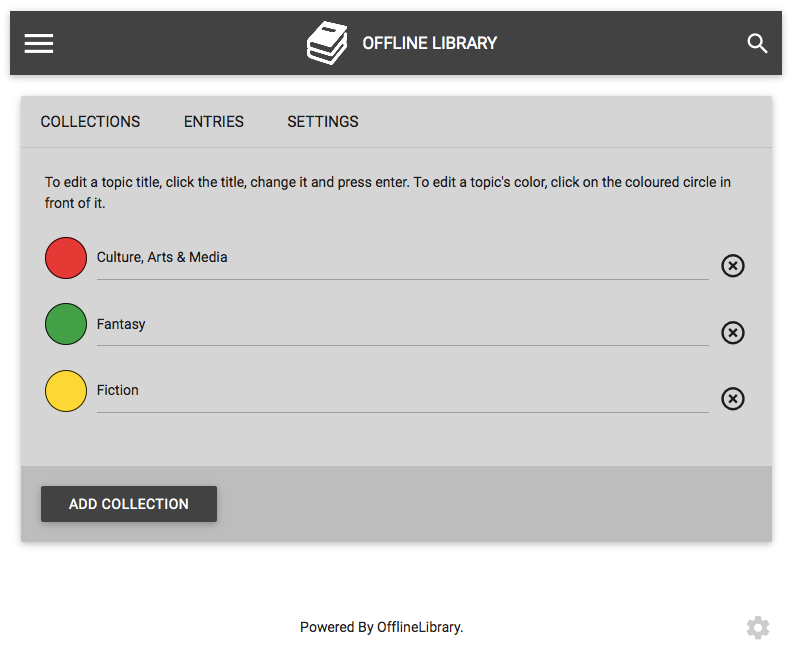 OFFLINE LIBRARY
COLLECTIONS ENTRIES SETTINGS
To edit a topic title, click the title, change it and press enter. To edit a topic's color, click on the coloured circle in
front of it.
Culture, Arts & Media
Fantasy
Fiction
ADD COLLECTION
Powered By OfflineLibrary.